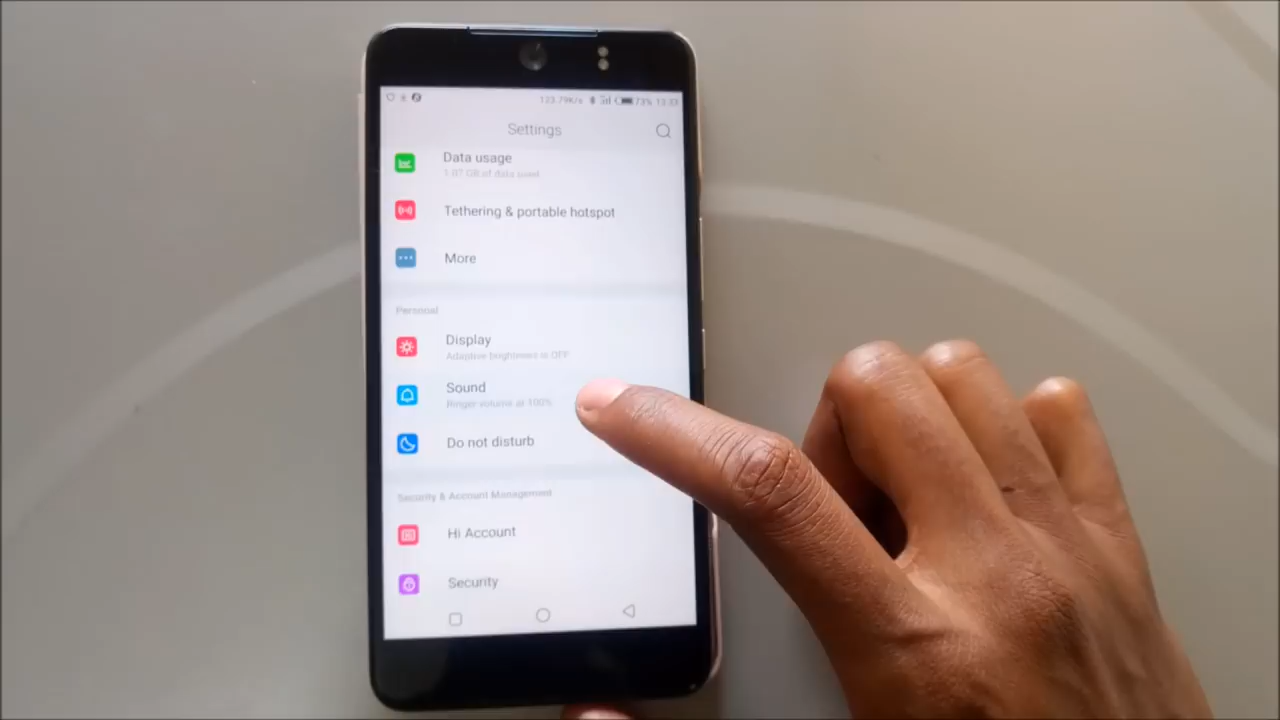 123.79K/s 73% 13:33
Settings
Data usage
1.07 GB of data used
Tethering & portable hotspot
More
Personal
Display
Adaptive brightness is OFF
Sound
Ringer volume at 100%
Do not disturb
Security & Account Management
Hi Account
Security